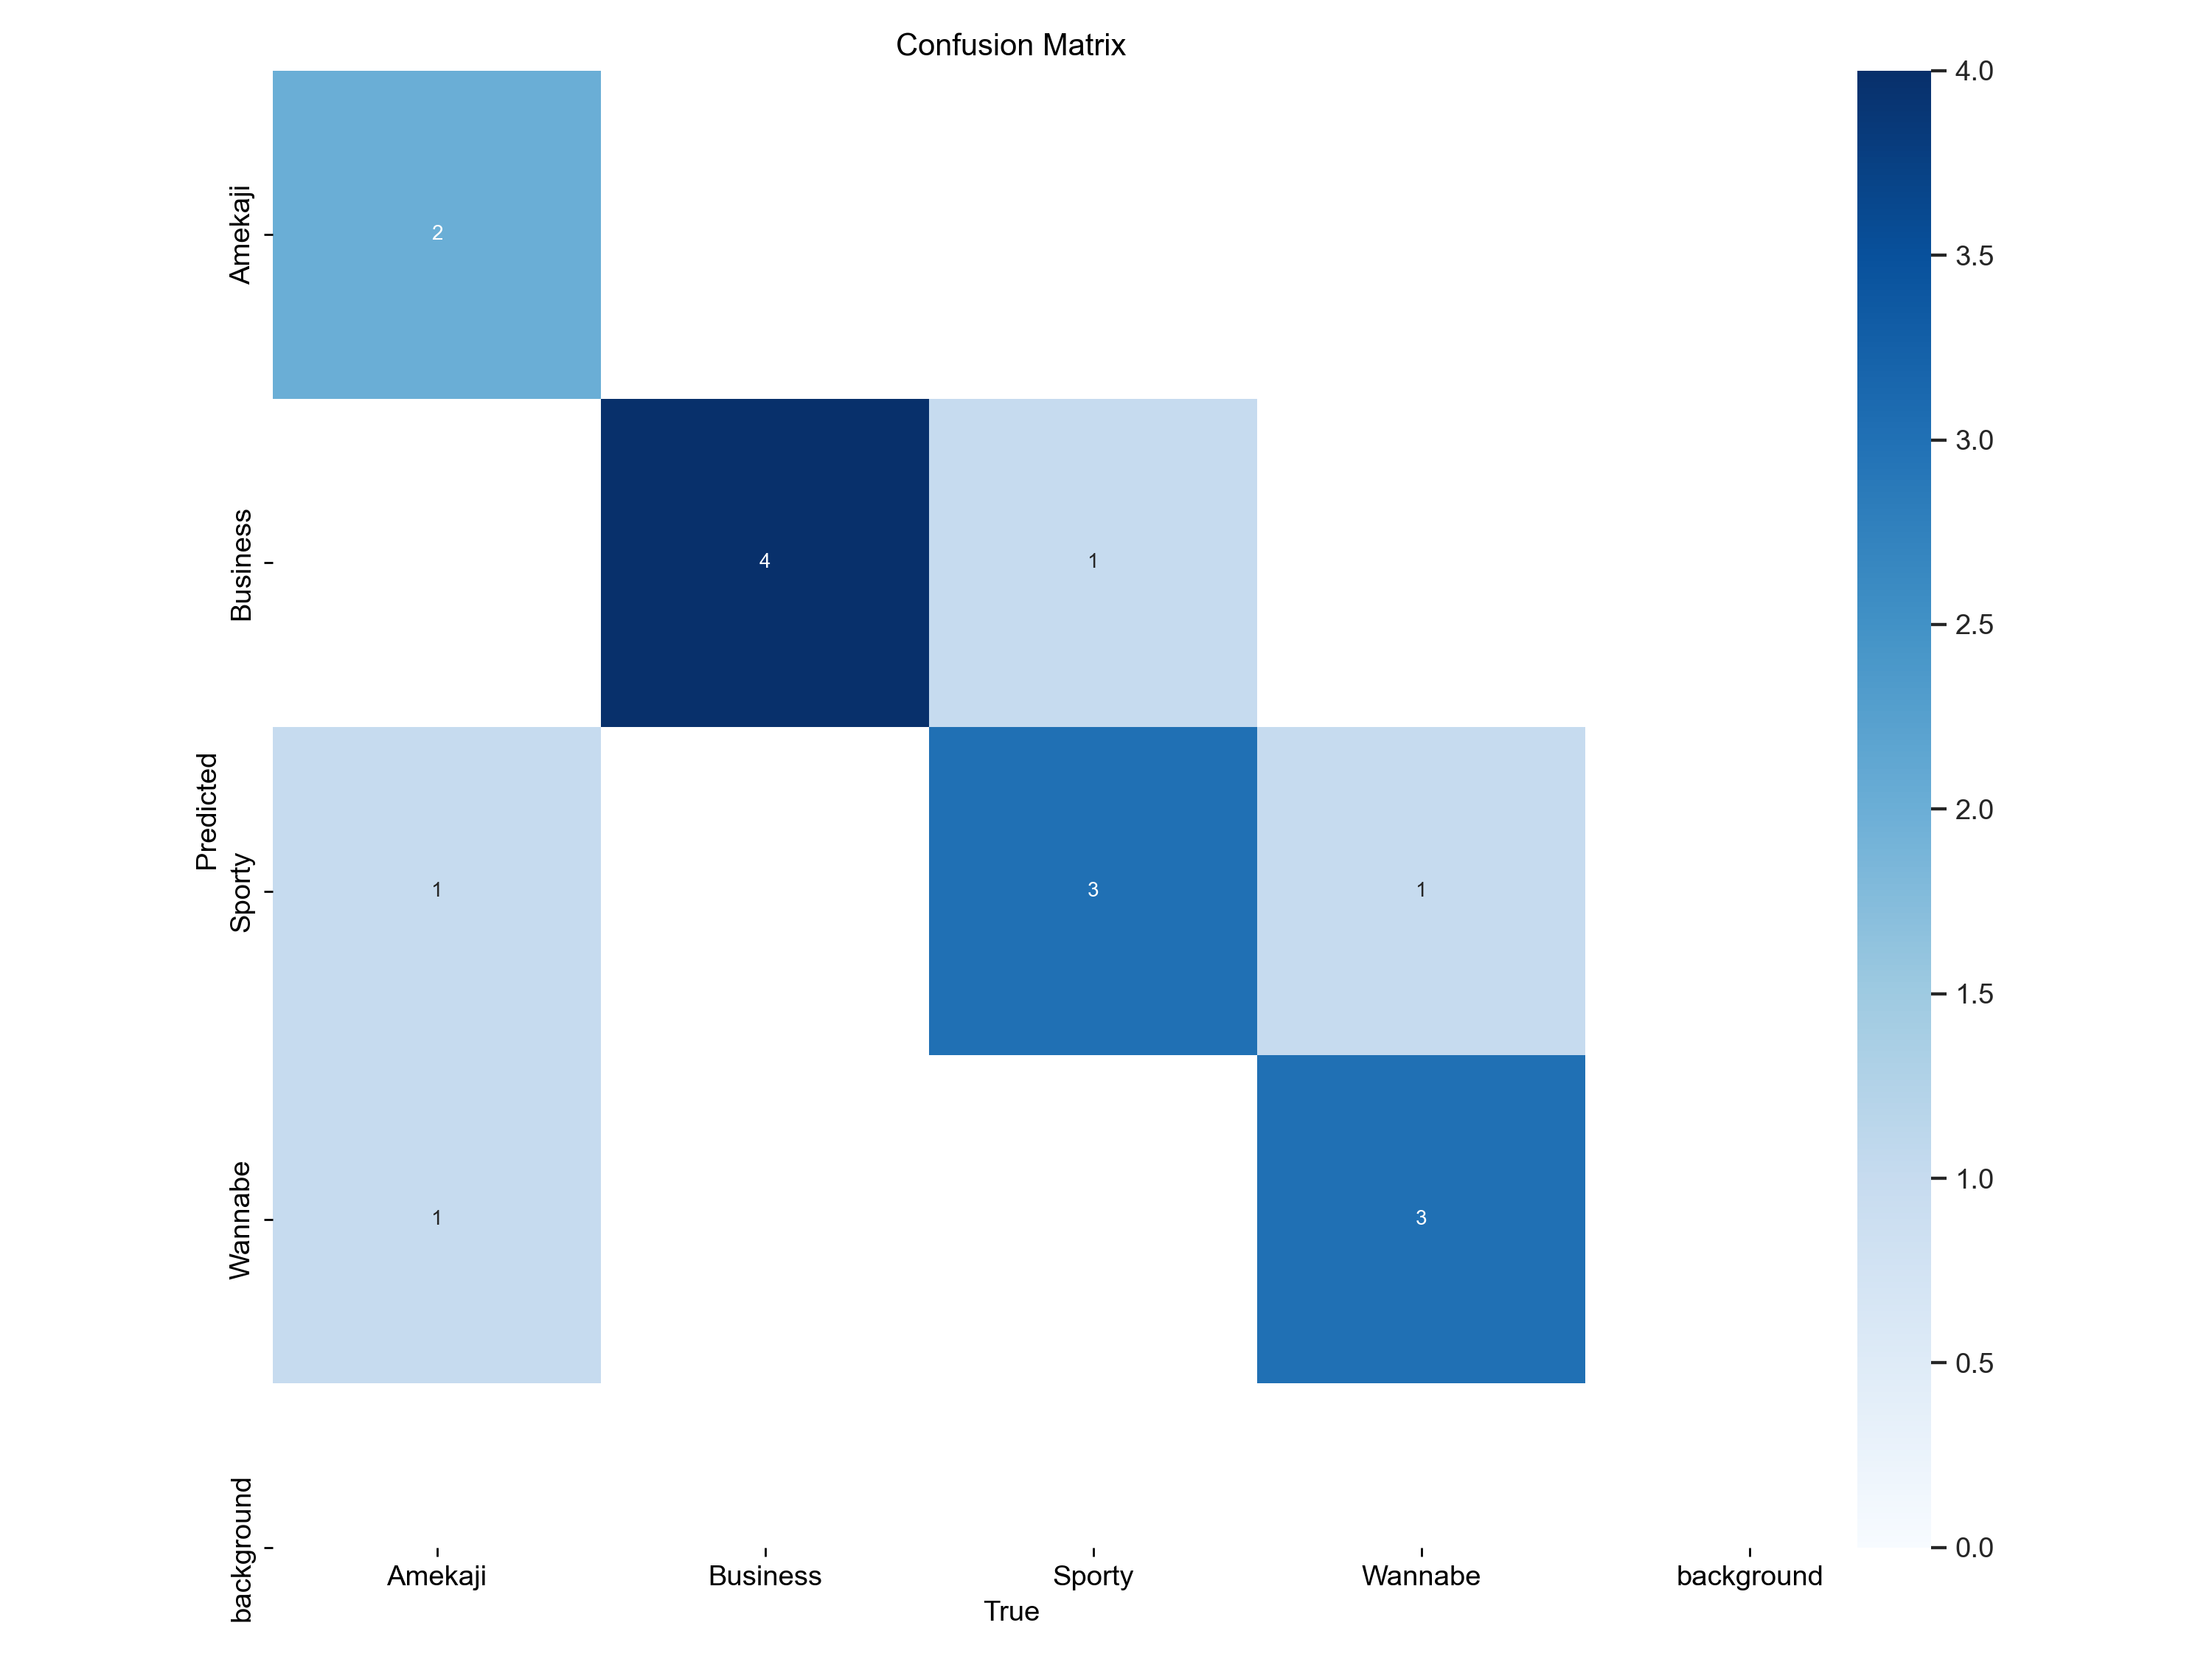 Confusion Matrix
Predicted
Amekaji
Business
Sporty
Wannabe
background
2
4
1
1
3
1
1
3
Amekaji
Business
Sporty
Wannabe
background
True
4.0
3.5
3.0
2.5
2.0
1.5
1.0
0.5
0.0